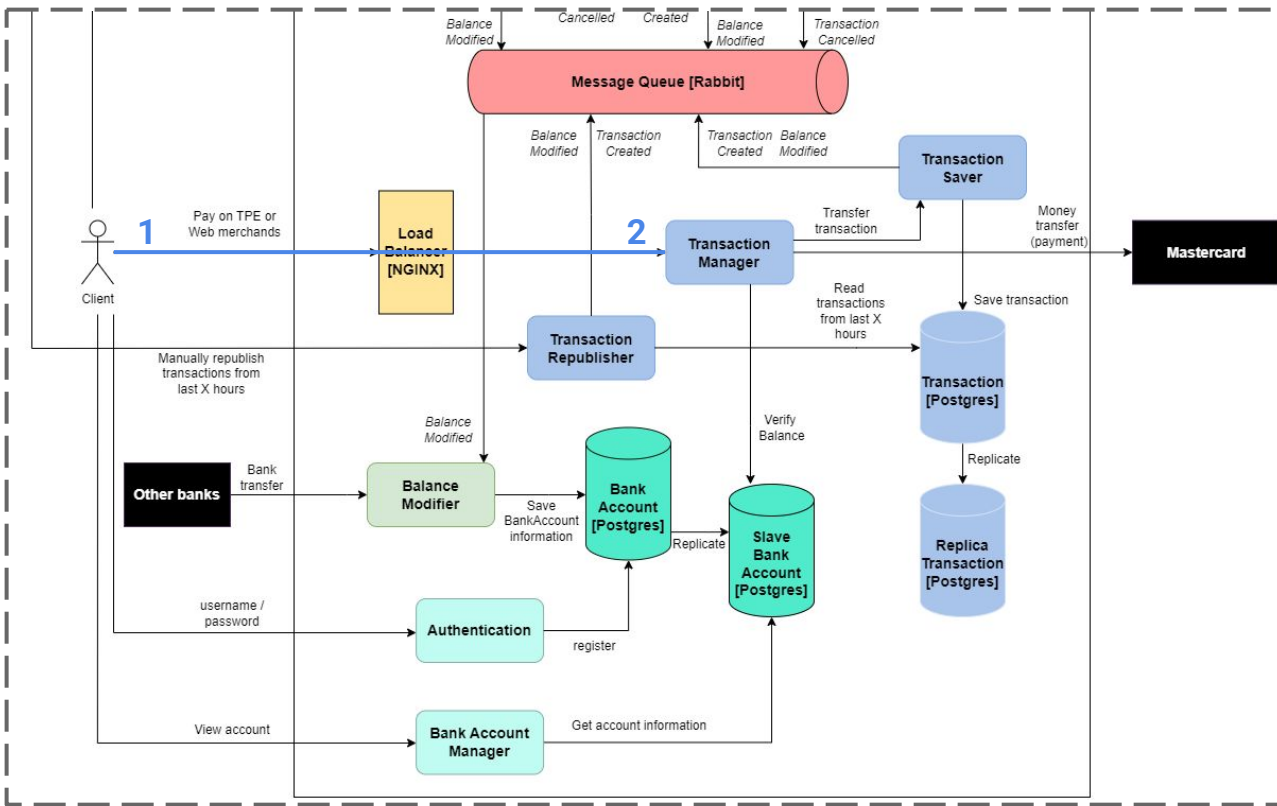 Cancelled
Created
Balance
Modified
Balance
Modified
Transaction
Cancelled
Message Queue [Rabbit]
Balance
Modified
Transaction
Created
Transaction
Created
Balance
Modified
Transaction
Saver
Pay on TPE or
Web merchands
1
Load
Balancer
[NGINX]
2
Transaction
Manager
Transfer
transaction
Money
transfer
(payment)
Mastercard
Client
Read
transactions
from last X
hours
Save transaction
Manually republish
transactions from
last X hours
Transaction
Republisher
Transaction
[Postgres]
Balance
Modified
Verify
Balance
Replicate
Other banks
Bank
transfer
Balance
Modifier
Save
BankAccount
information
Bank
Account
[Postgres]
Replicate
Slave
Bank
Account
[Postgres]
Replica
Transaction
[Postgres]
username /
password
Authentication
register
View account
Bank Account
Manager
Get account information